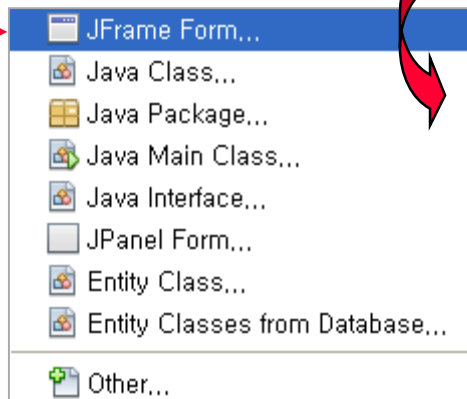 JFrame Form...
Java Class...
Java Package...
Java Main Class...
Java Interface...
JPanel Form...
Entity Class...
Entity Classes from Database...
Other...